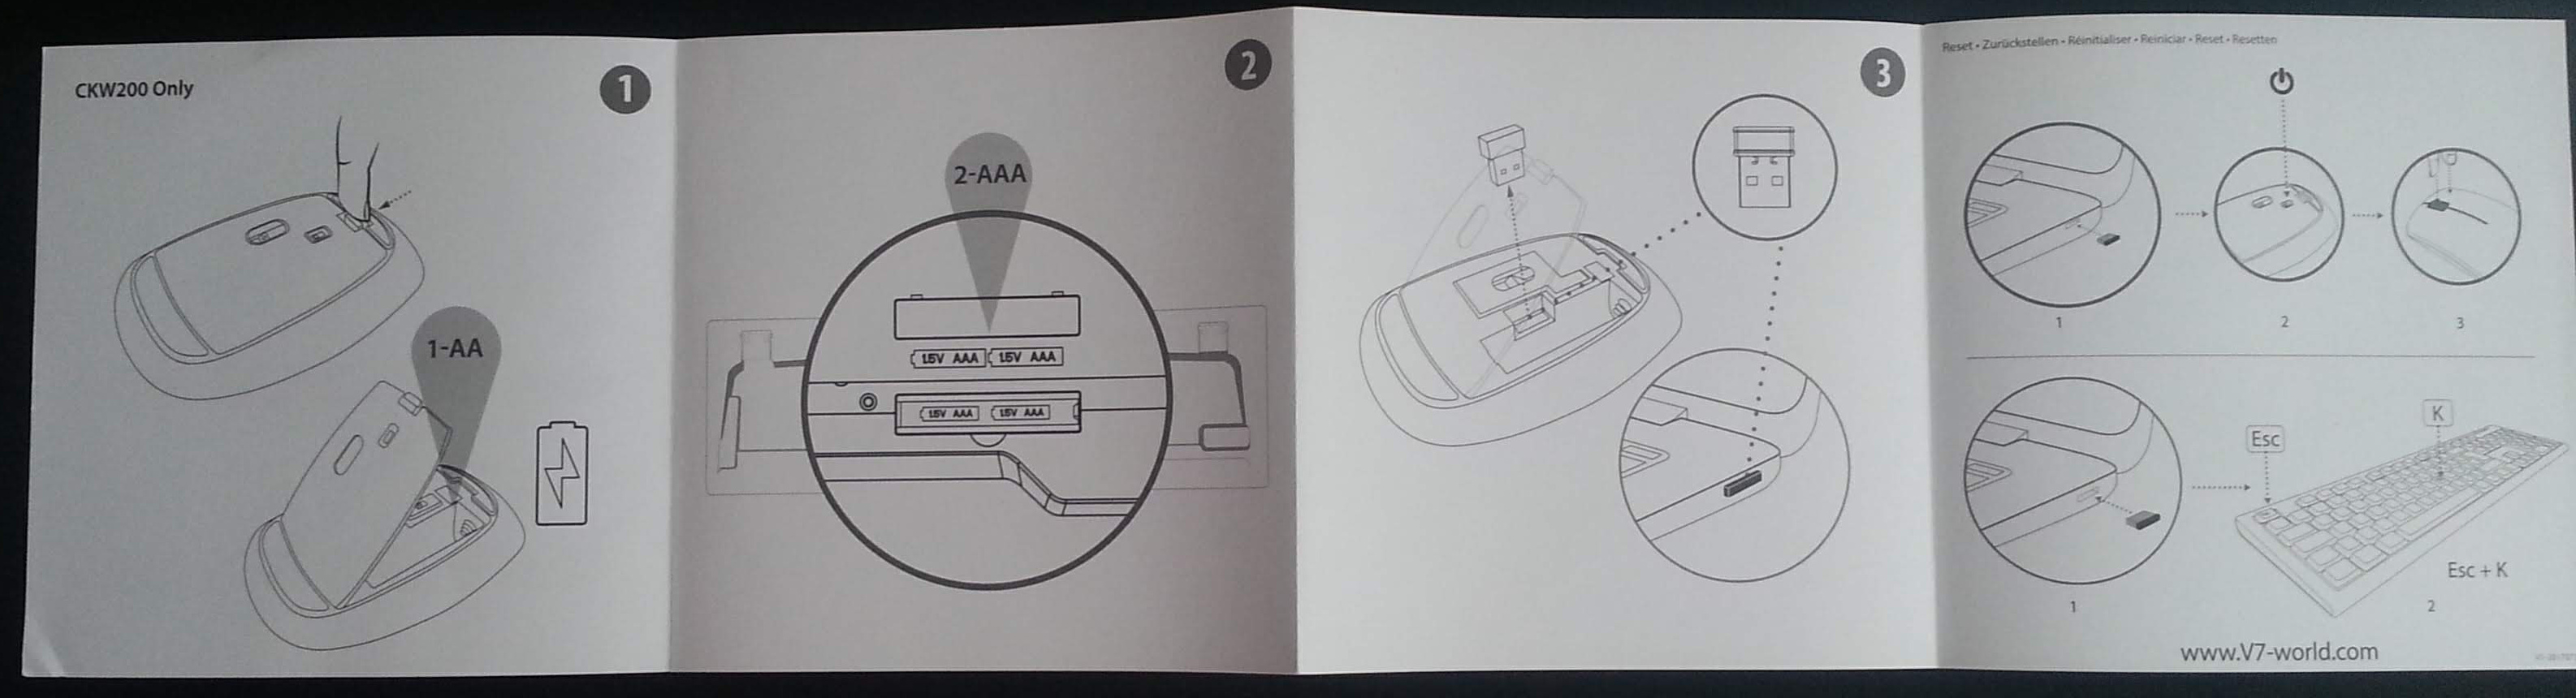 CKW200 Only
1
1-AA
2
2-AAA
1.5V AAA 1.5V AAA
1.5V AAA 1.5V AAA
3
Reset • Zurückstellen • Réinitialiser • Reiniciar • Reset • Resetten
1
2
3
Esc
K
Esc + K
1
2
www.V7-world.com